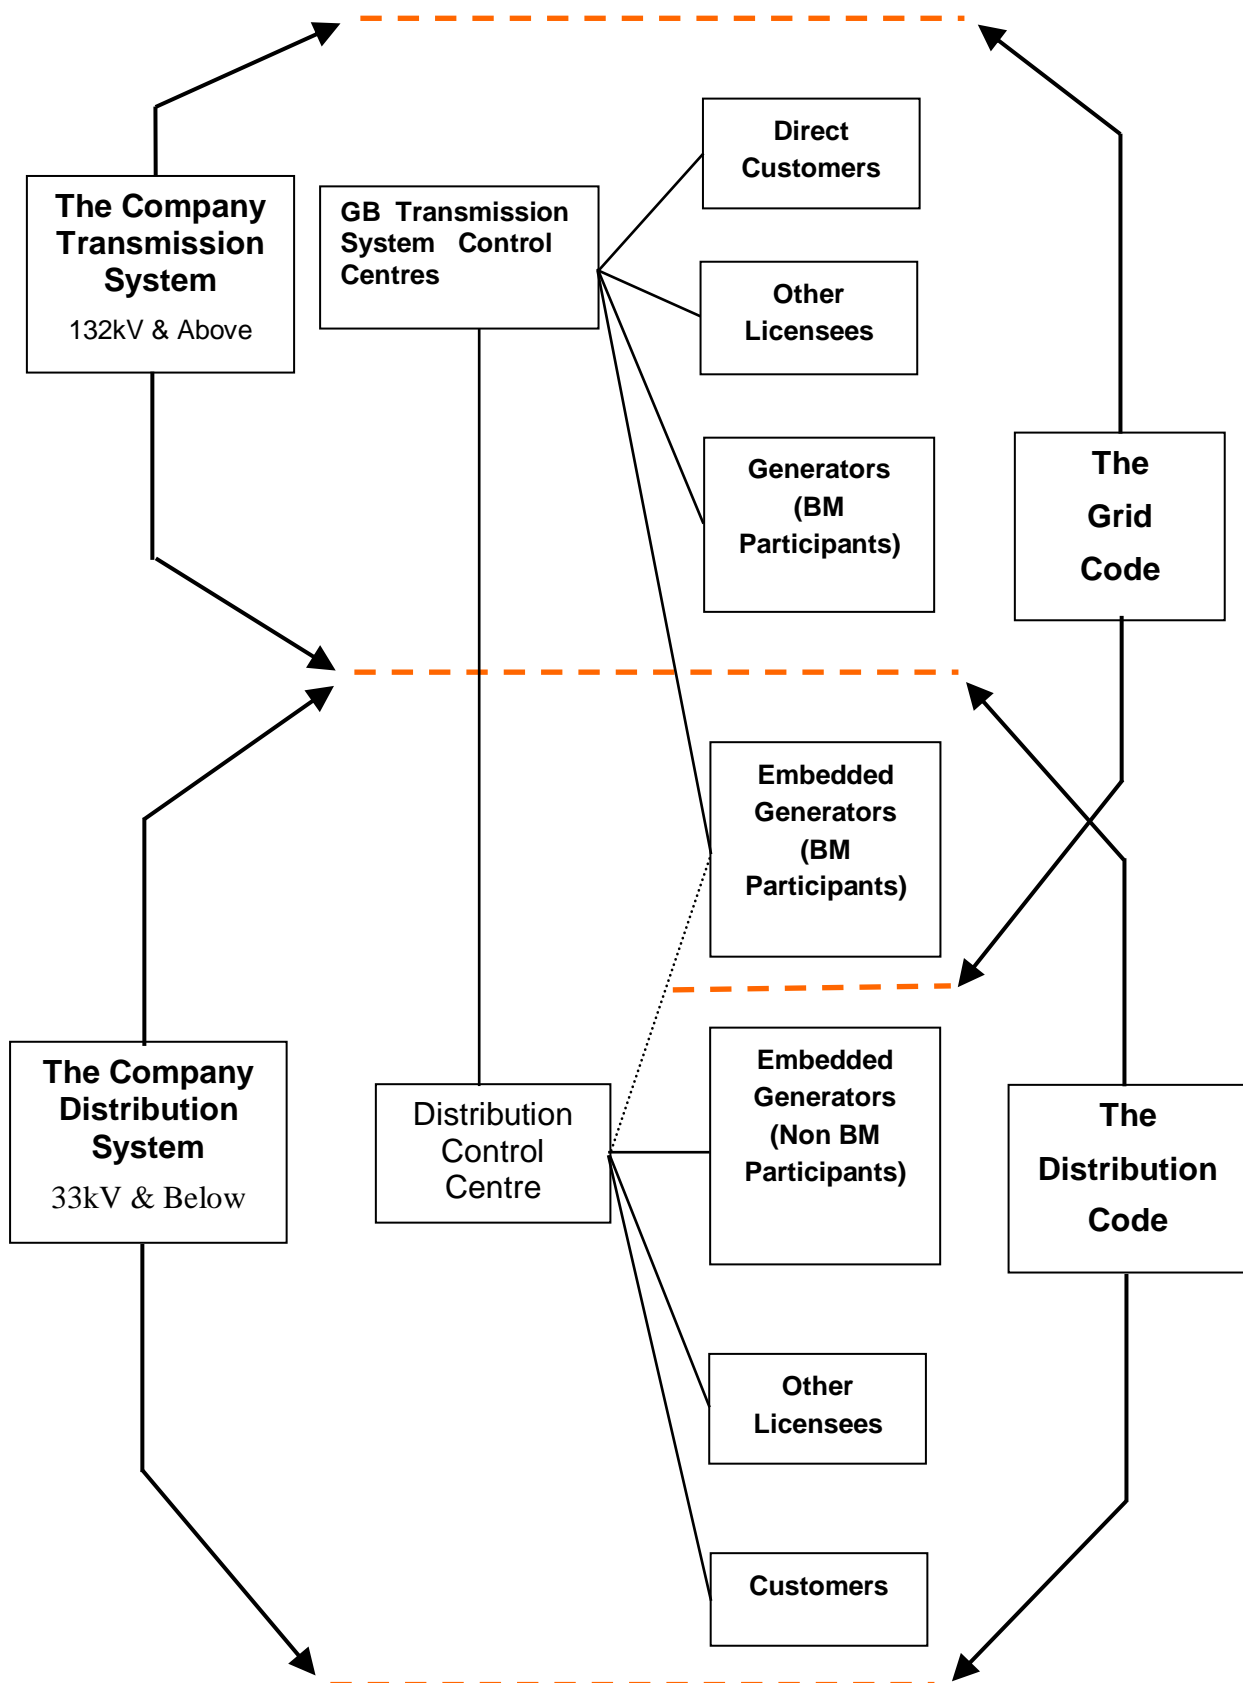 Direct
Customers
The Company
Transmission
System
132kV & Above
GB Transmission
System Control
Centres
Other
Licensees
Generators
(BM
Participants)
The
Grid
Code
Embedded
Generators
(BM
Participants)
The Company
Distribution
System
33kV & Below
Distribution
Control
Centre
Embedded
Generators
(Non BM
Participants)
The
Distribution
Code
Other
Licensees
Customers